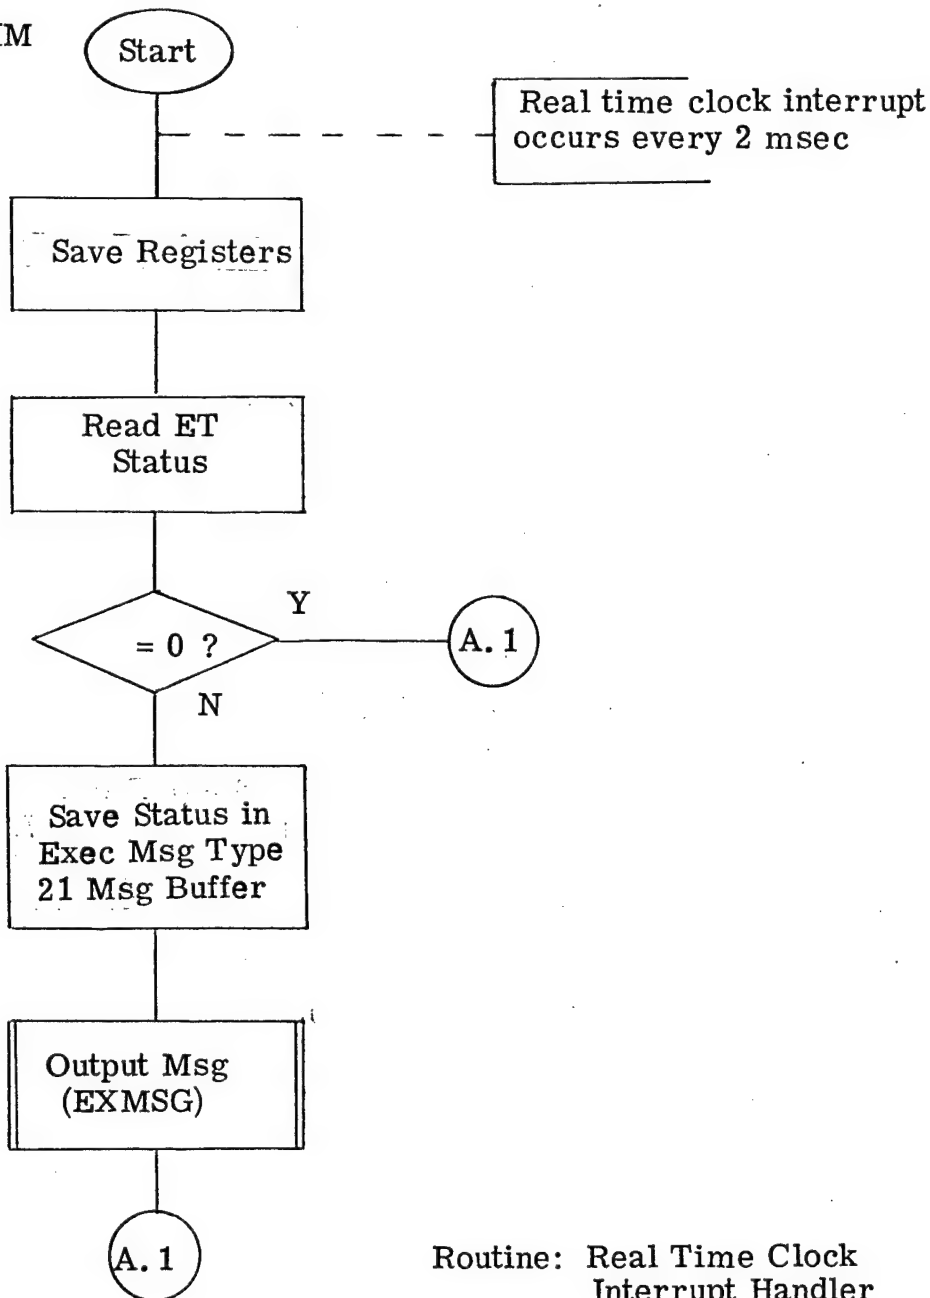 IM
Start
Real time clock interrupt
occurs every 2 msec
Save Registers
Read ET
Status
= 0 ?
Y
A. 1
N
Save Status in
Exec Msg Type
21 Msg Buffer
Output Msg
(EXMSG)
A. 1
Routine: Real Time Clock
Interrupt Handler